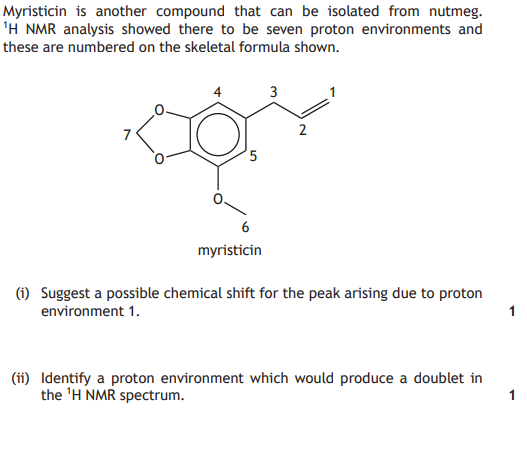 Myristicin is another compound that can be isolated from nutmeg.
¹H NMR analysis showed there to be seven proton environments and
these are numbered on the skeletal formula shown.
4 3 1
O
7 2
O 5
O
6
myristicin
(i) Suggest a possible chemical shift for the peak arising due to proton
environment 1. 1
(ii) Identify a proton environment which would produce a doublet in
the ¹H NMR spectrum. 1